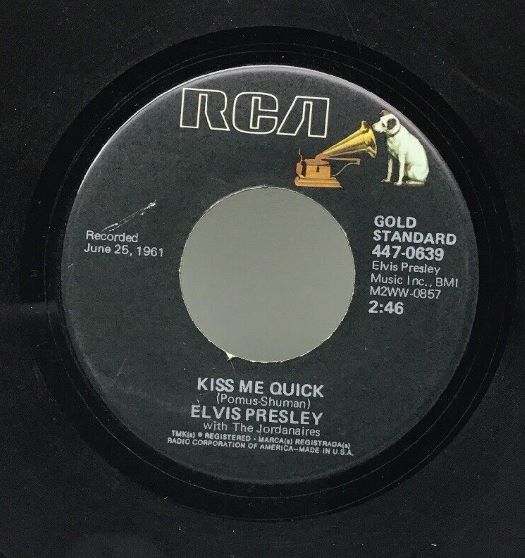 RCA
Recorded
June 25, 1961
GOLD
STANDARD
447-0639
Elvis Presley
Music Inc., BMI
M2WW-0857
2:46
KISS ME QUICK
(Pomus-Shuman)
ELVIS PRESLEY
with The Jordanaires
TMK(s) ® REGISTERED • MARCA(s) REGISTRADA(s)
RADIO CORPORATION OF AMERICA—MADE IN U.S.A.